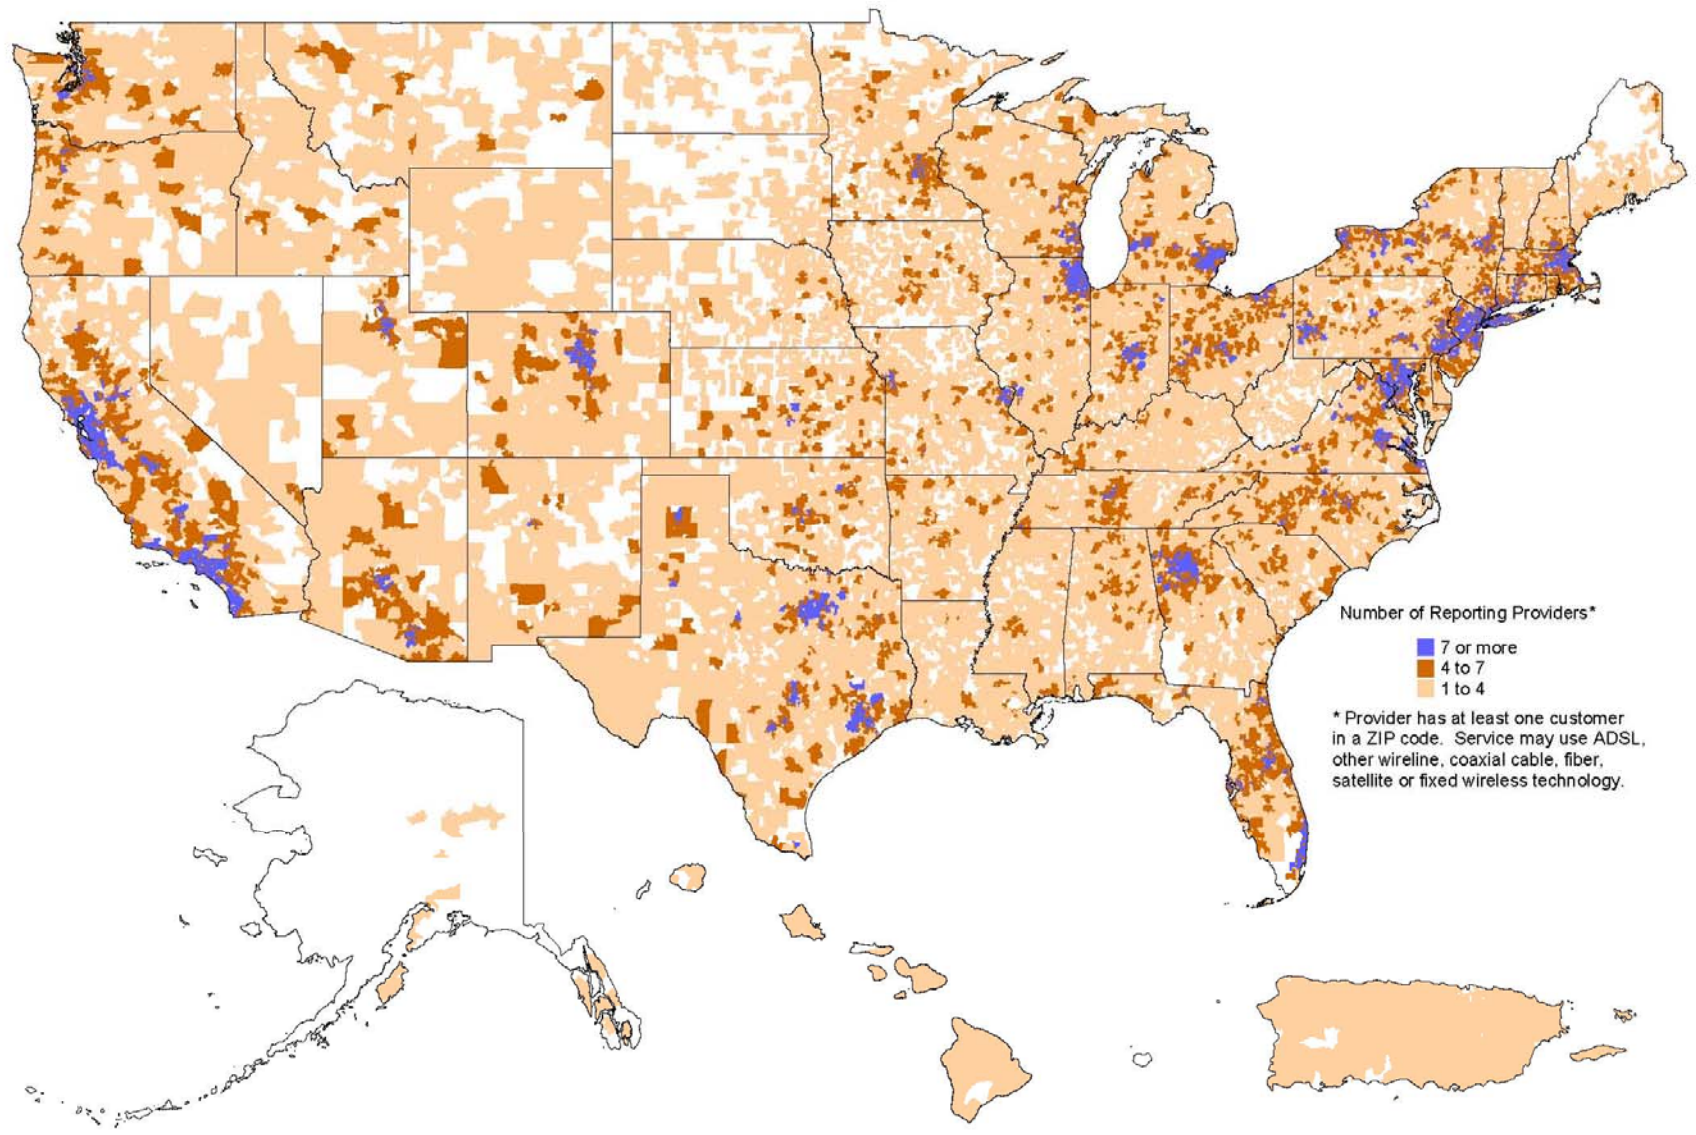 Number of Reporting Providers*
7 or more
4 to 7
1 to 4
* Provider has at least one customer
in a ZIP code. Service may use ADSL,
other wireline, coaxial cable, fiber,
satellite or fixed wireless technology.